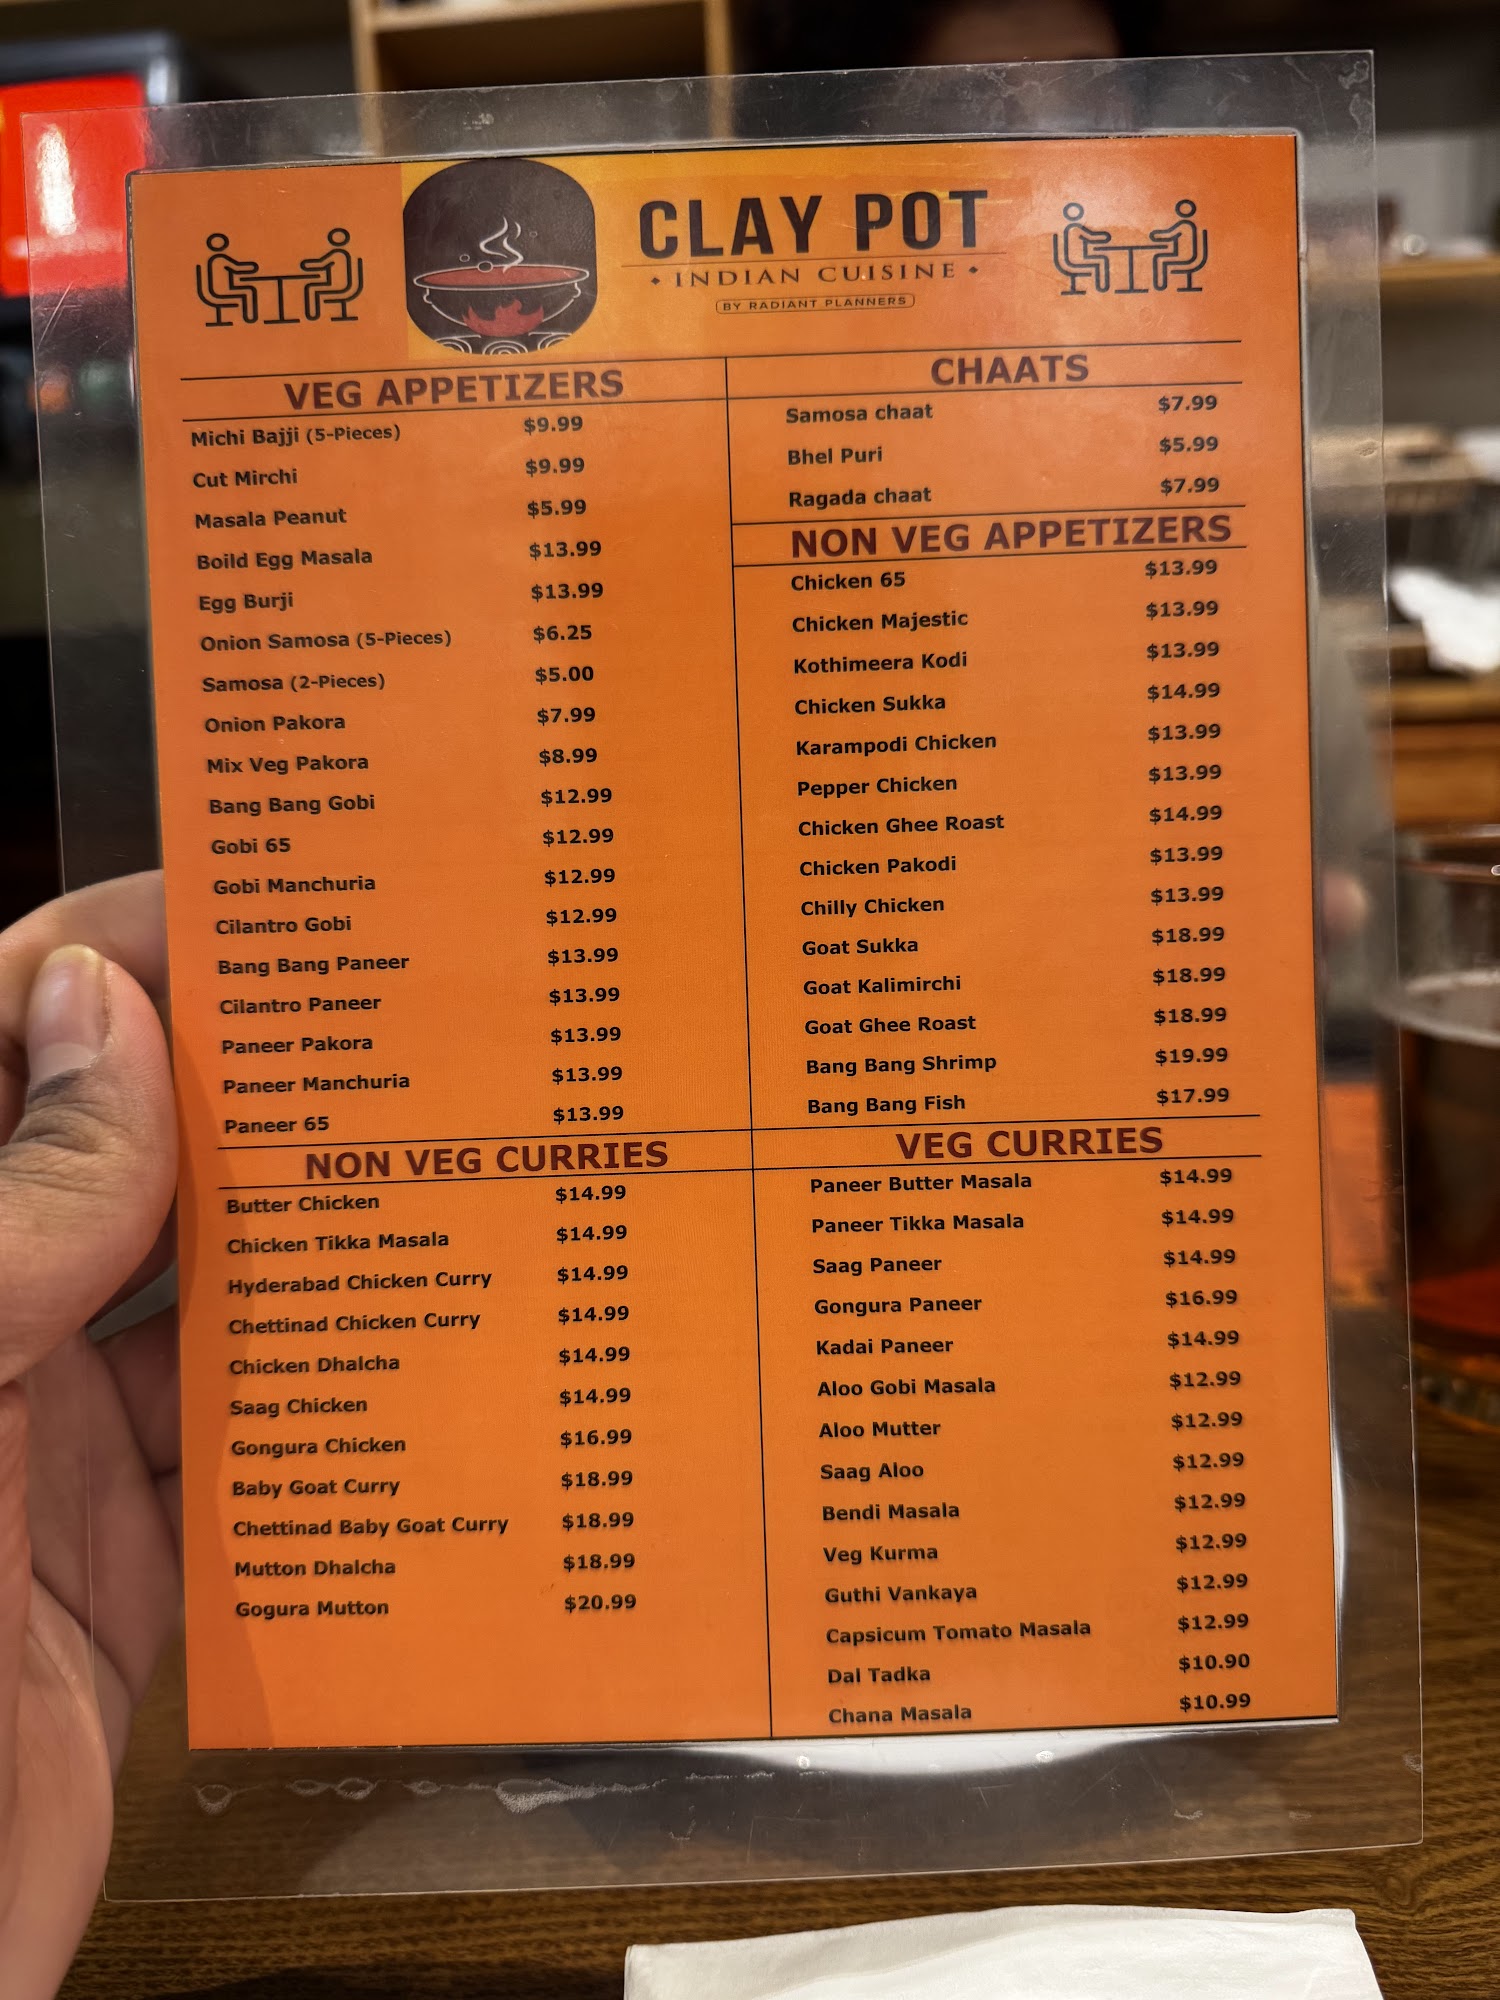 CLAY POT
INDIAN CUISINE
BY RADIANT PLANNERS
VEG APPETIZERS
Michi Bajji (5-Pieces) $9.99
Cut Mirchi $9.99
Masala Peanut $5.99
Boild Egg Masala $13.99
Egg Burji $13.99
Onion Samosa (5-Pieces) $6.25
Samosa (2-Pieces) $5.00
Onion Pakora $7.99
Mix Veg Pakora $8.99
Bang Bang Gobi $12.99
Gobi 65 $12.99
Gobi Manchuria $12.99
Cilantro Gobi $12.99
Bang Bang Paneer $13.99
Cilantro Paneer $13.99
Paneer Pakora $13.99
Paneer Manchuria $13.99
Paneer 65 $13.99
NON VEG CURRIES
Butter Chicken $14.99
Chicken Tikka Masala $14.99
Hyderabad Chicken Curry $14.99
Chettinad Chicken Curry $14.99
Chicken Dhalcha $14.99
Saag Chicken $14.99
Gongura Chicken $16.99
Baby Goat Curry $18.99
Chettinad Baby Goat Curry $18.99
Mutton Dhalcha $18.99
Gogura Mutton $20.99
CHAATS
Samosa chaat $7.99
Bhel Puri $5.99
Ragada chaat $7.99
NON VEG APPETIZERS
Chicken 65 $13.99
Chicken Majestic $13.99
Kothimeera Kodi $13.99
Chicken Sukka $14.99
Karampodi Chicken $13.99
Pepper Chicken $13.99
Chicken Ghee Roast $14.99
Chicken Pakodi $13.99
Chilly Chicken $13.99
Goat Sukka $18.99
Goat Kalimirchi $18.99
Goat Ghee Roast $18.99
Bang Bang Shrimp $19.99
Bang Bang Fish $17.99
VEG CURRIES
Paneer Butter Masala $14.99
Paneer Tikka Masala $14.99
Saag Paneer $14.99
Gongura Paneer $16.99
Kadai Paneer $14.99
Aloo Gobi Masala $12.99
Aloo Mutter $12.99
Saag Aloo $12.99
Bendi Masala $12.99
Veg Kurma $12.99
Guthi Vankaya $12.99
Capsicum Tomato Masala $12.99
Dal Tadka $10.90
Chana Masala $10.99